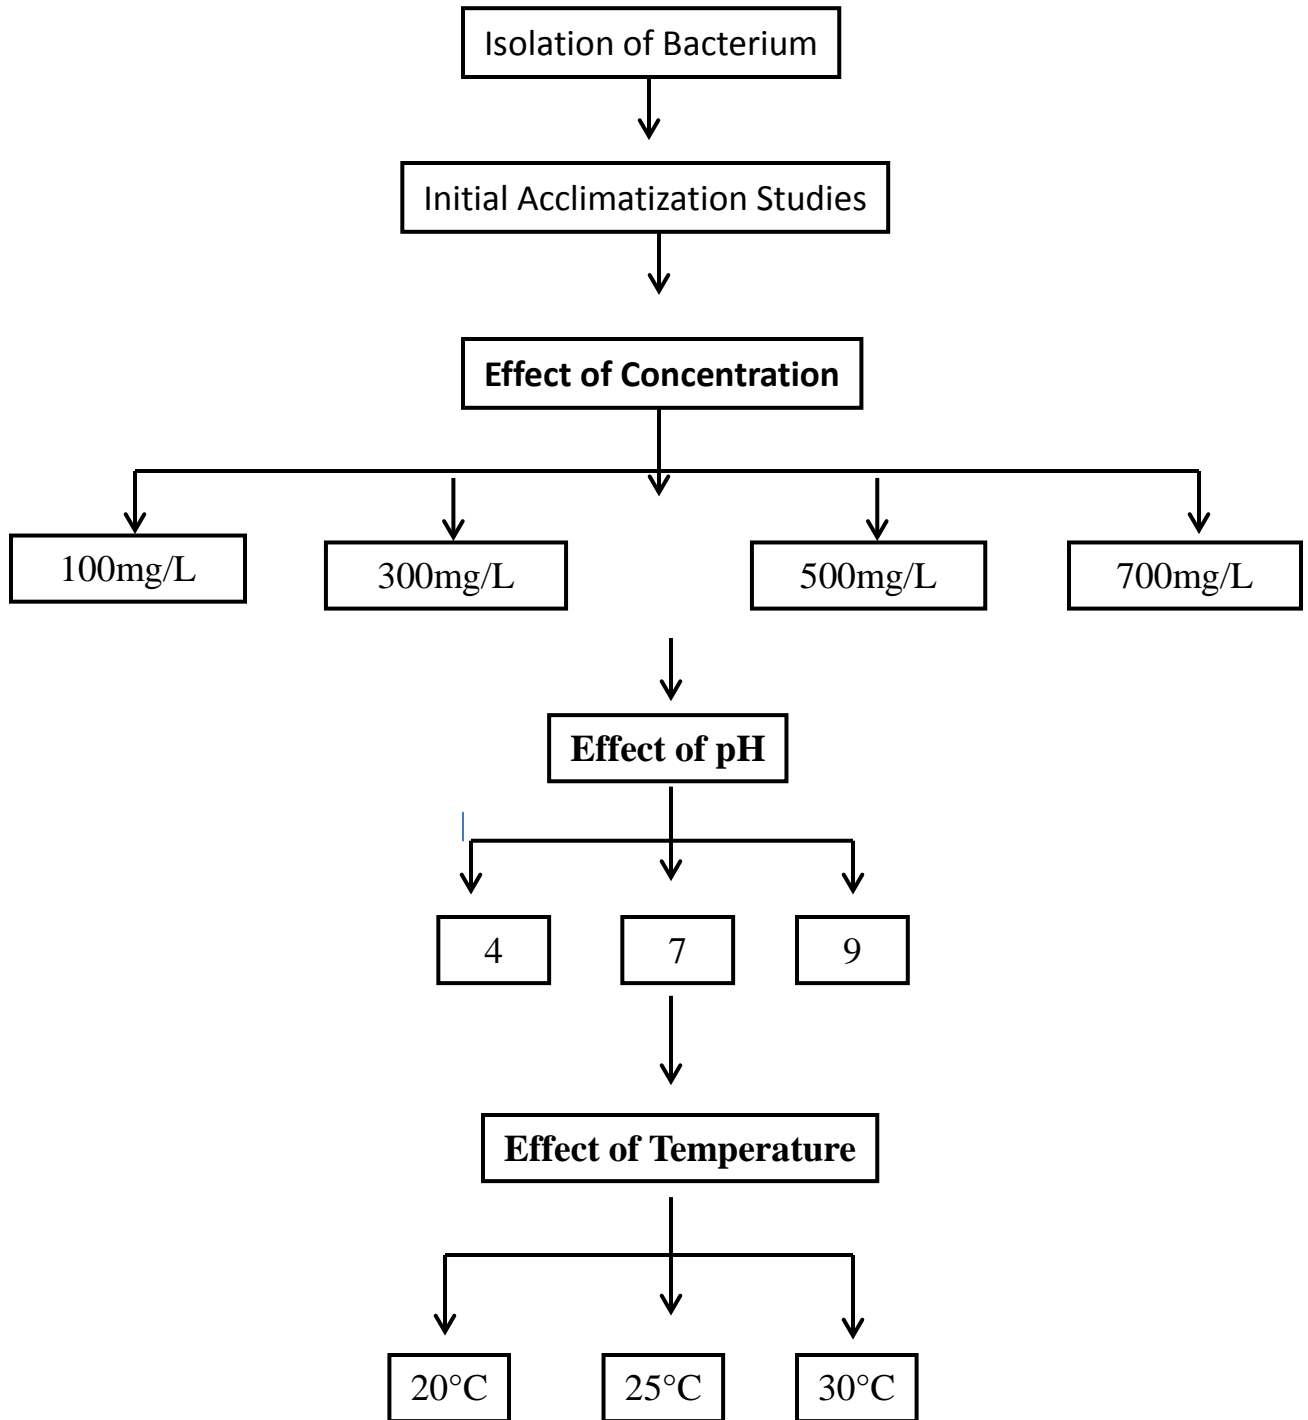 Isolation of Bacterium
Initial Acclimatization Studies
Effect of Concentration
100mg/L
300mg/L
500mg/L
700mg/L
Effect of pH
4
7
9
Effect of Temperature
20°C
25°C
30°C